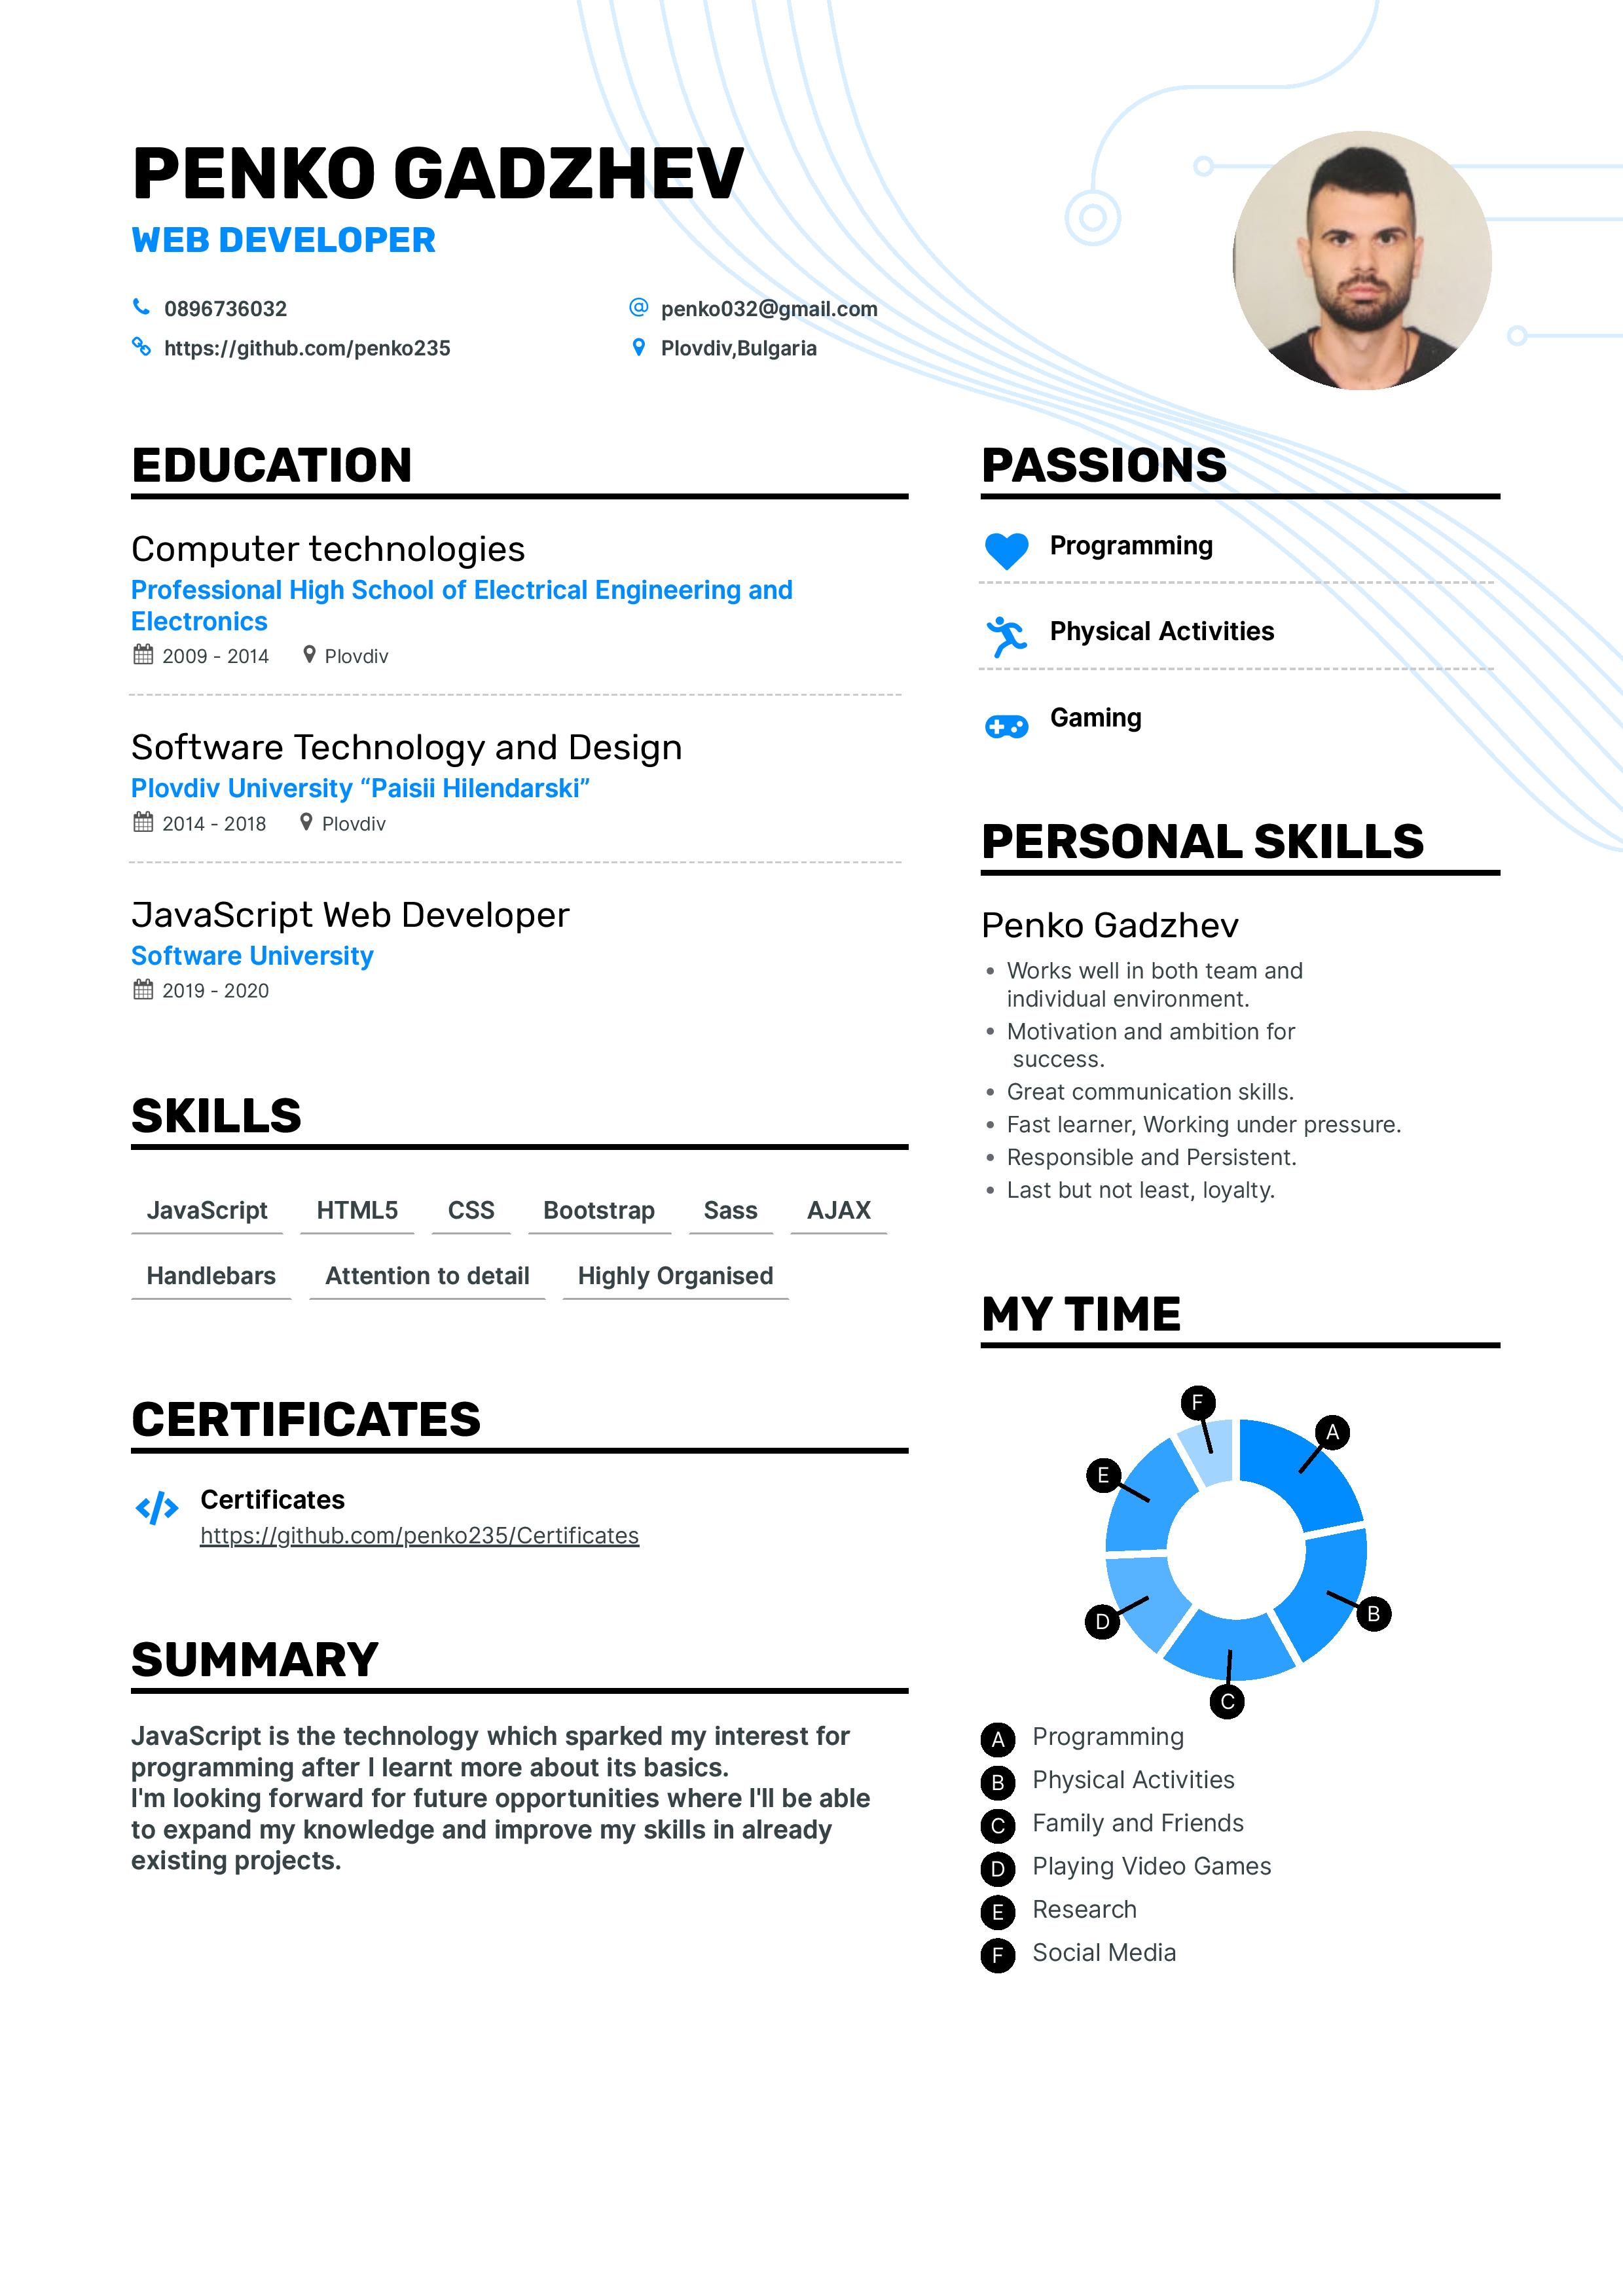 PENKO GADZHEV
WEB DEVELOPER
0896736032
penko032@gmail.com
https://github.com/penko235
Plovdiv,Bulgaria
EDUCATION
Computer technologies
Professional High School of Electrical Engineering and
Electronics
2009 - 2014 Plovdiv
Software Technology and Design
Plovdiv University “Paisii Hilendarski”
2014 - 2018 Plovdiv
JavaScript Web Developer
Software University
2019 - 2020
SKILLS
JavaScript HTML5 CSS Bootstrap Sass AJAX
Handlebars Attention to detail Highly Organised
CERTIFICATES
Certificates
https://github.com/penko235/Certificates
SUMMARY
JavaScript is the technology which sparked my interest for
programming after I learnt more about its basics.
I'm looking forward for future opportunities where I'll be able
to expand my knowledge and improve my skills in already
existing projects.
PASSIONS
Programming
Physical Activities
Gaming
PERSONAL SKILLS
Penko Gadzhev
• Works well in both team and
individual environment.
• Motivation and ambition for
success.
• Great communication skills.
• Fast learner, Working under pressure.
• Responsible and Persistent.
• Last but not least, loyalty.
MY TIME
F
A
E
B
D
C
A Programming
B Physical Activities
C Family and Friends
D Playing Video Games
E Research
F Social Media